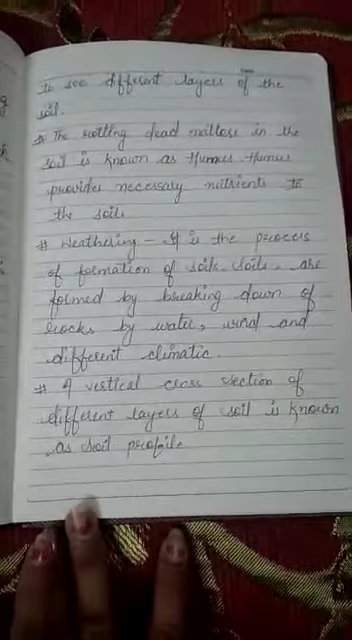 to see different layers of the
soil.
# The rotting dead matters in the
soil is known as Humus. Humus
provides necessary nutrients to
the soil.
# Weathering - It is the process
of formation of soils. Soils, are
formed by breaking down of
rocks by water, wind and
different climatic.
# A vertical cross section of
different layers of soil is known
as soil profile